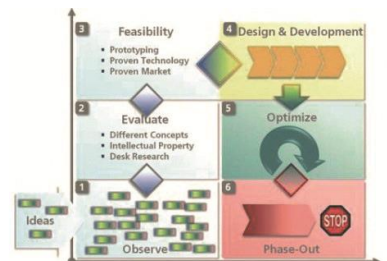 3
Feasibility
▪ Prototyping
▪ Proven Technology
▪ Proven Market
4
Design & Development
2
Evaluate
▪ Different Concepts
▪ Intellectual Property
▪ Desk Research
5
Optimize
Ideas
1
Observe
6
STOP
Phase-Out